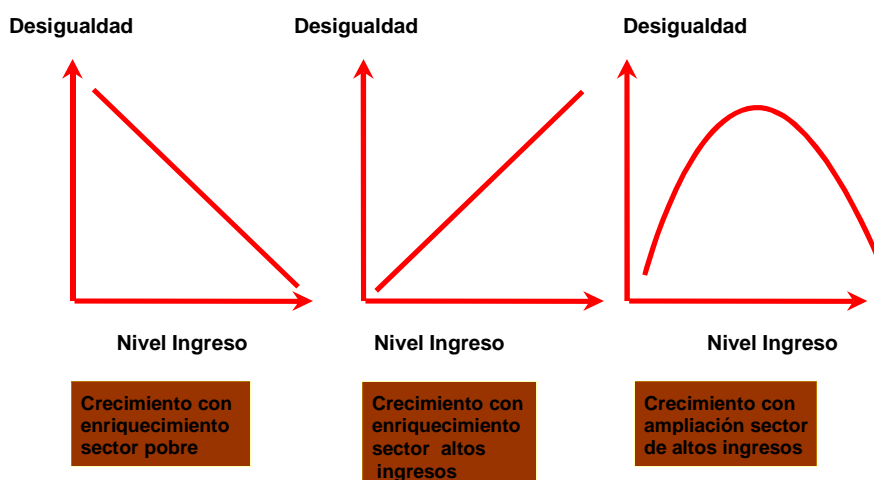 Desigualdad
Desigualdad
Desigualdad
Nivel Ingreso
Nivel Ingreso
Nivel Ingreso
Crecimiento con
enriquecimiento
sector pobre
Crecimiento con
enriquecimiento
sector altos
ingresos
Crecimiento con
ampliación sector
de altos ingresos